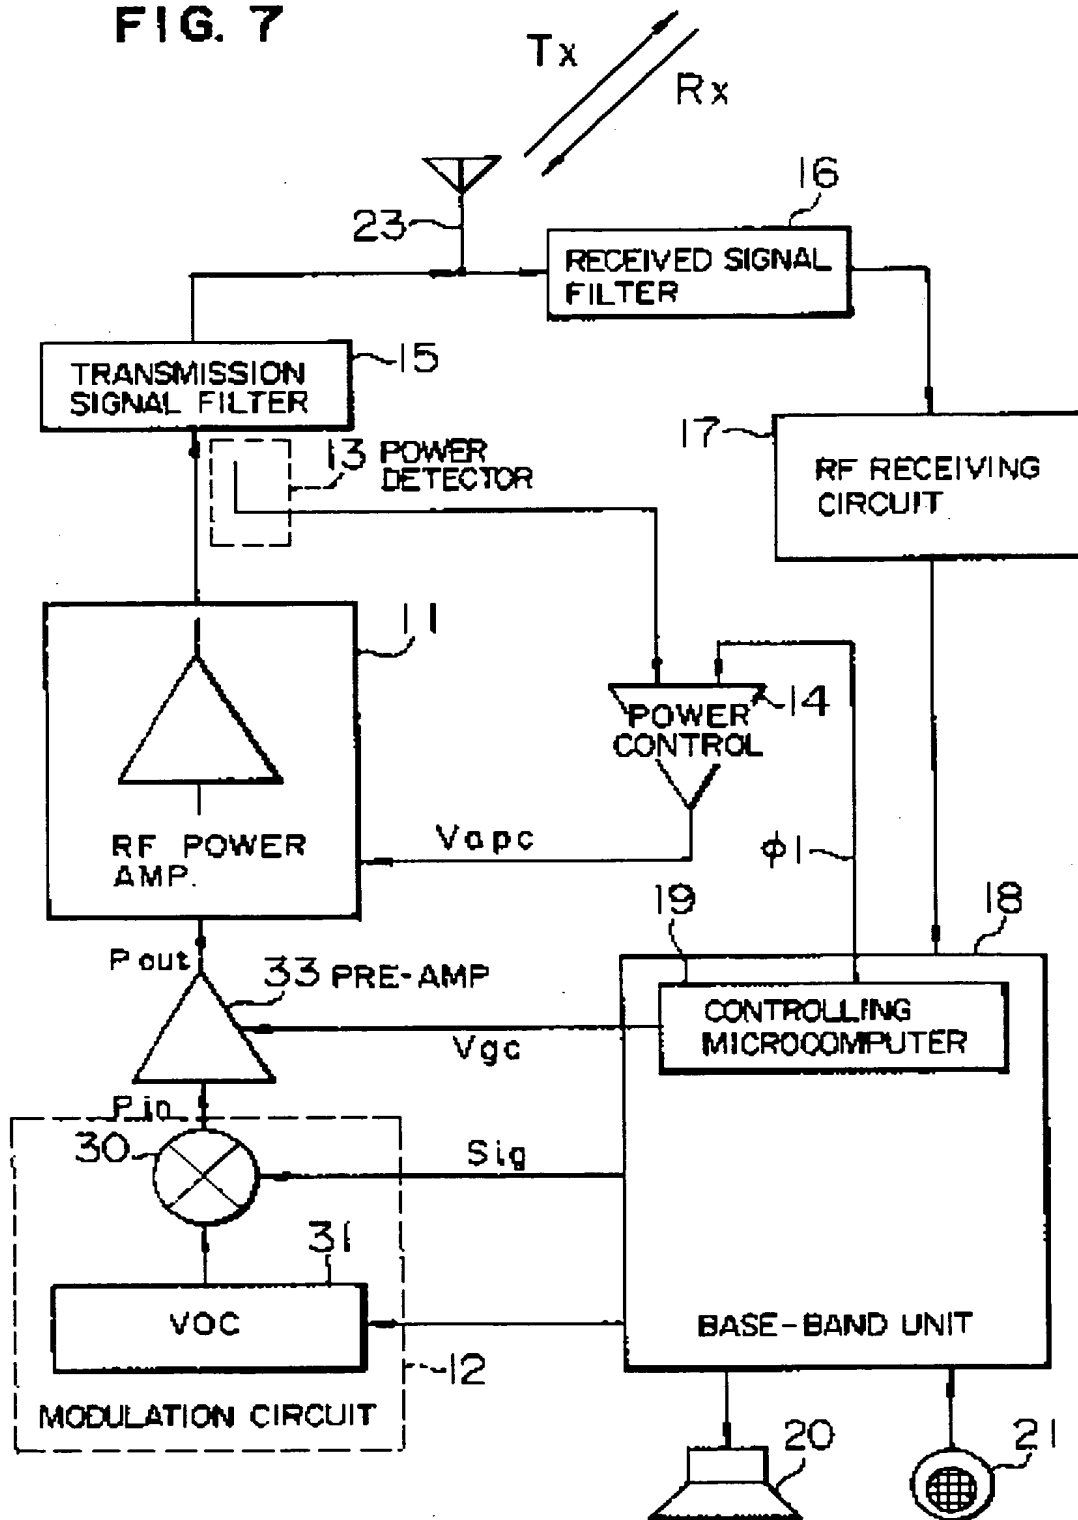 FIG. 7
Tx
Rx
23
16
RECEIVED SIGNAL
FILTER
15
TRANSMISSION
SIGNAL FILTER
13 POWER
DETECTOR
17
RF RECEIVING
CIRCUIT
11
14
POWER
CONTROL
RF POWER
AMP.
Vapc
φ1
19
18
Pout
33 PRE-AMP
CONTROLLING
MICROCOMPUTER
Vgc
Pin
30
Sig
31
VOC
BASE-BAND UNIT
12
MODULATION CIRCUIT
20
21